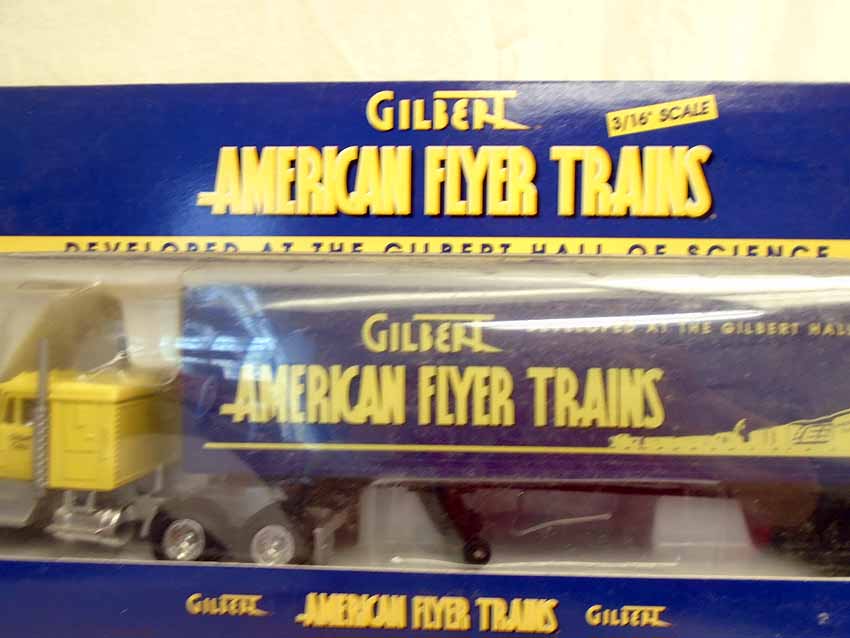 GILBERT
3/16" SCALE
AMERICAN FLYER TRAINS
DEVELOPED AT THE GILBERT HALL OF SCIENCE
GILBERT
DEVELOPED AT THE GILBERT HALL
AMERICAN FLYER TRAINS
GILBERT AMERICAN FLYER TRAINS GILBERT